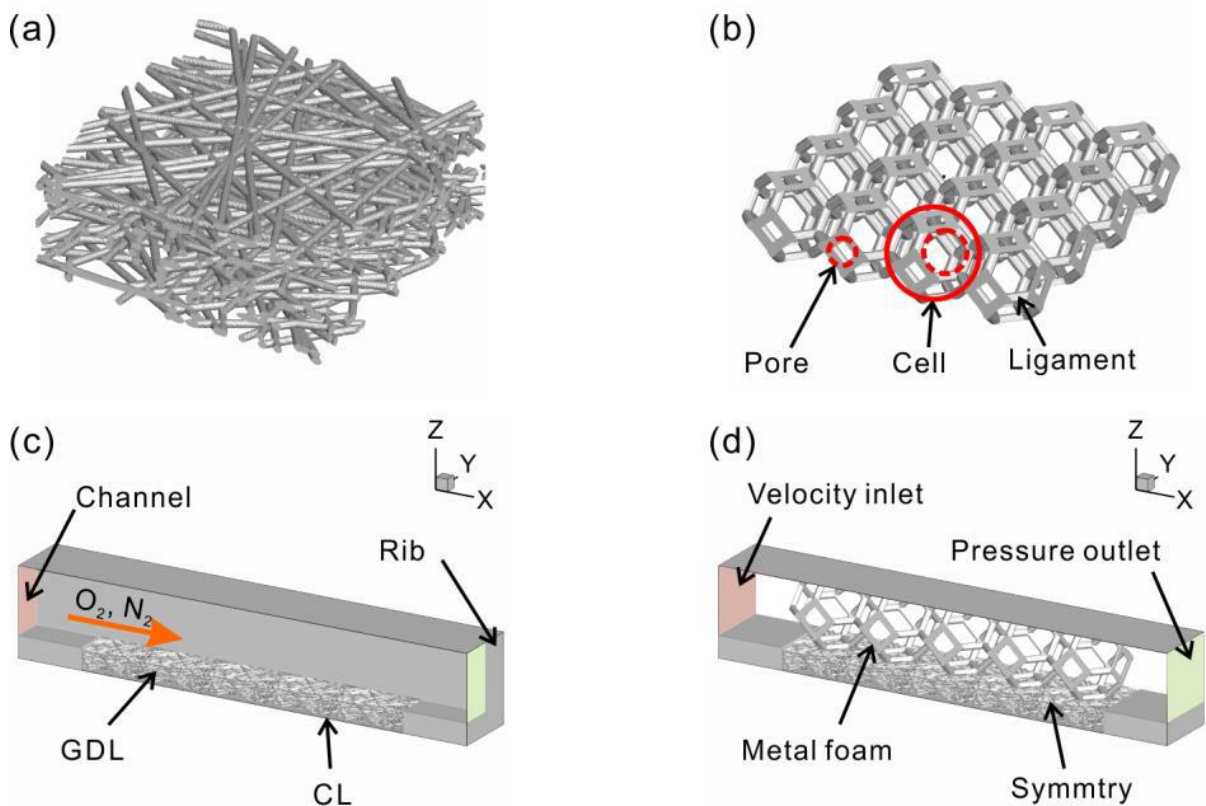 (a)
(b)
Pore
Cell
Ligament
(c)
Z
Y
X
Channel
Rib
O₂, N₂
GDL
CL
(d)
Z
Y
X
Velocity inlet
Pressure outlet
Metal foam
Symmtry